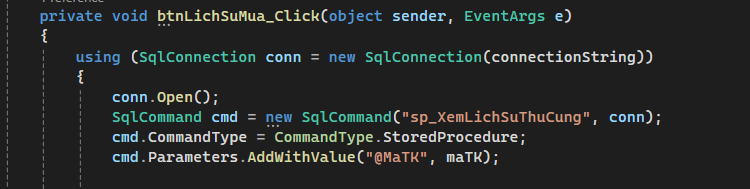 private void btnLichSuMua_Click(object sender, EventArgs e)
{
using (SqlConnection conn = new SqlConnection(connectionString))
{
conn.Open();
SqlCommand cmd = new SqlCommand("sp_XemLichSuThuCung", conn);
cmd.CommandType = CommandType.StoredProcedure;
cmd.Parameters.AddWithValue("@MaTK", maTK);